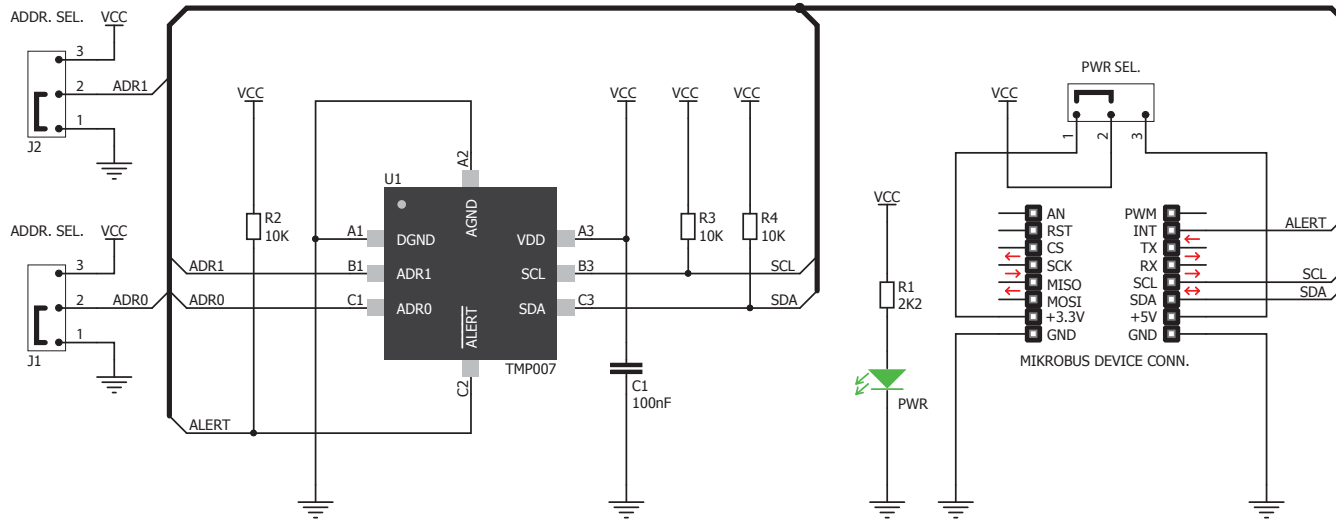 ADDR. SEL.
VCC
3
2
ADR1
1
J2
ADDR. SEL.
VCC
3
2
ADR0
1
J1
VCC
R2
10K
ADR1
ADR0
ALERT
U1
A2
AGND
A1
DGND
VDD
A3
B1
ADR1
SCL
B3
C1
ADR0
SDA
C3
ALERT
C2
TMP007
VCC
VCC
VCC
R3
10K
R4
10K
SCL
SDA
C1
100nF
VCC
R1
2K2
PWR
PWR SEL.
VCC
1
2
3
AN
PWM
RST
INT
ALERT
CS
TX
SCK
RX
MISO
SCL
SCL
MOSI
SDA
SDA
+3.3V
+5V
GND
GND
MIKROBUS DEVICE CONN.